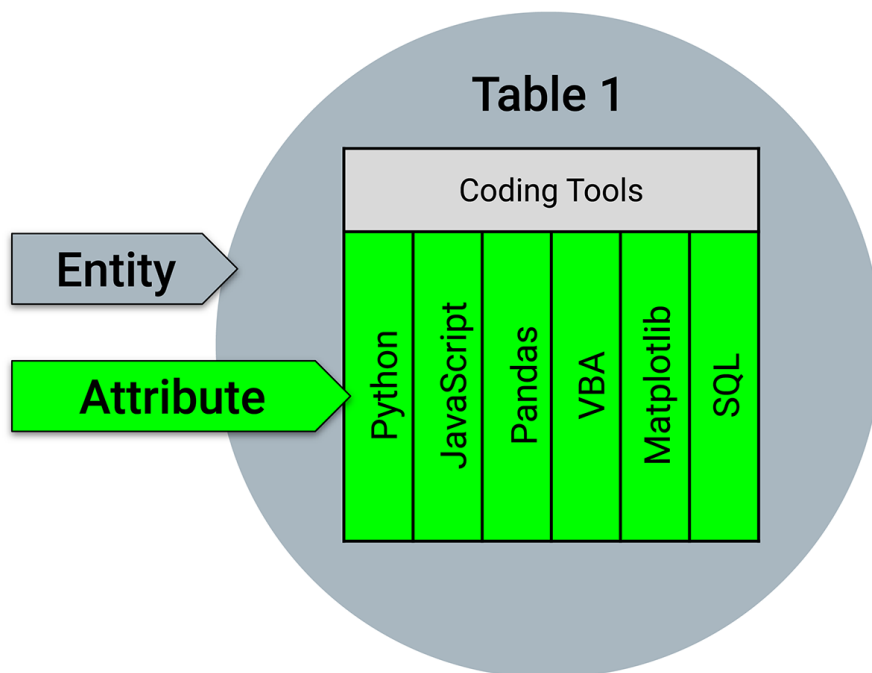 Table 1
Coding Tools
Entity
Attribute
Python
JavaScript
Pandas
VBA
Matplotlib
SQL